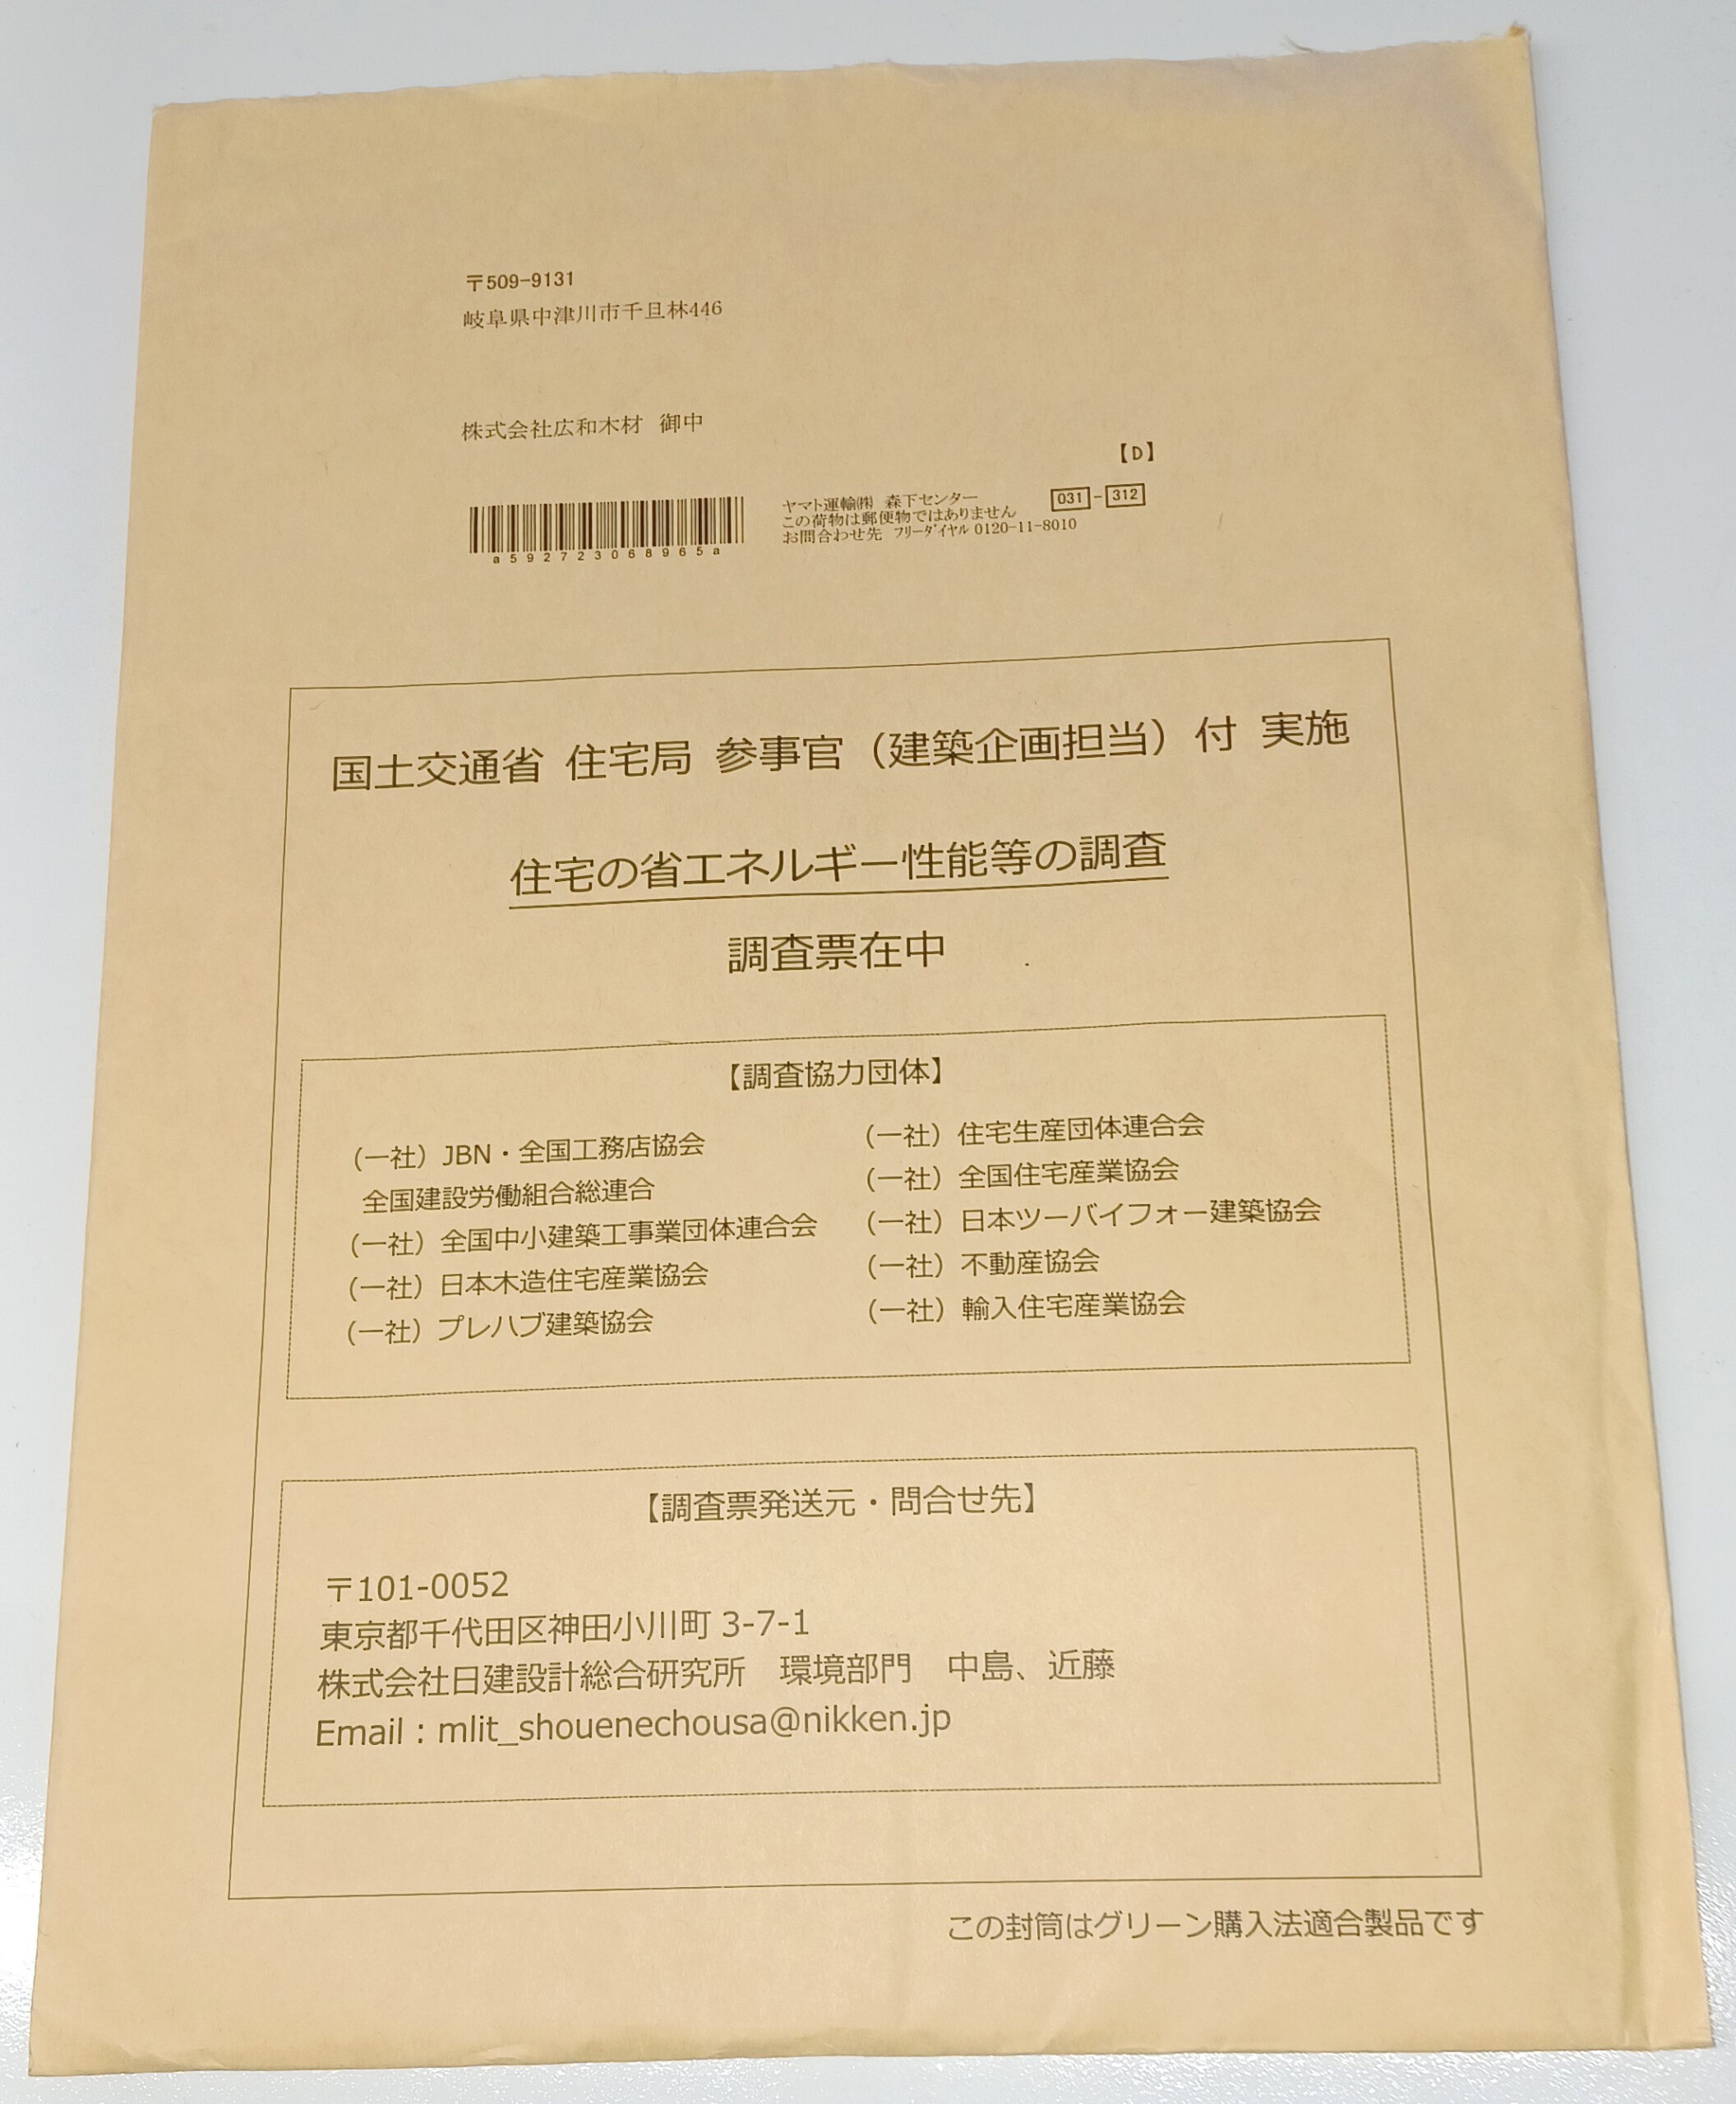 〒509-9131
岐阜県中津川市千旦林446
株式会社広和木材 御中
【D】
a592723068965a
ヤマト運輸㈱ 森下センター 031-312
この荷物は郵便物ではありません
お問合わせ先 フリーダイヤル 0120-11-8010
国土交通省 住宅局 参事官（建築企画担当）付 実施
住宅の省エネルギー性能等の調査
調査票在中
【調査協力団体】
（一社）JBN・全国工務店協会
全国建設労働組合総連合
（一社）全国中小建築工事業団体連合会
（一社）日本木造住宅産業協会
（一社）プレハブ建築協会
（一社）住宅生産団体連合会
（一社）全国住宅産業協会
（一社）日本ツーバイフォー建築協会
（一社）不動産協会
（一社）輸入住宅産業協会
【調査票発送元・問合せ先】
〒101-0052
東京都千代田区神田小川町 3-7-1
株式会社日建設計総合研究所 環境部門 中島、近藤
Email：mlit_shouenechousa@nikken.jp
この封筒はグリーン購入法適合製品です